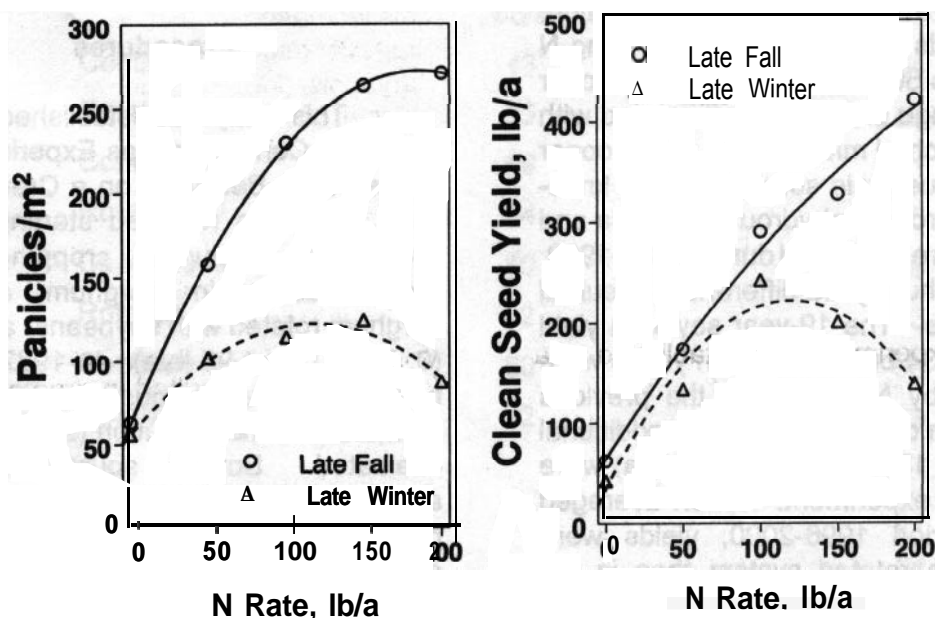 Panicles/m²
300
250
200
150
100
50
0
Late Fall
Late Winter
0 50 100 150 200
N Rate, lb/a
Clean Seed Yield, lb/a
500
400
300
200
100
0
Late Fall
Late Winter
0 50 100 150 200
N Rate, lb/a